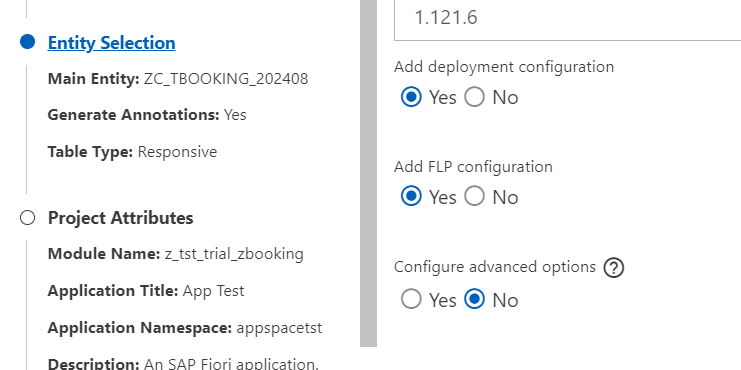 Entity Selection
Main Entity: ZC_TBOOKING_202408
Generate Annotations: Yes
Table Type: Responsive
Project Attributes
Module Name: z_tst_trial_zbooking
Application Title: App Test
Application Namespace: appspacetst
Description: An SAP Fiori application.
1.121.6
Add deployment configuration
Yes No
Add FLP configuration
Yes No
Configure advanced options ?
Yes No